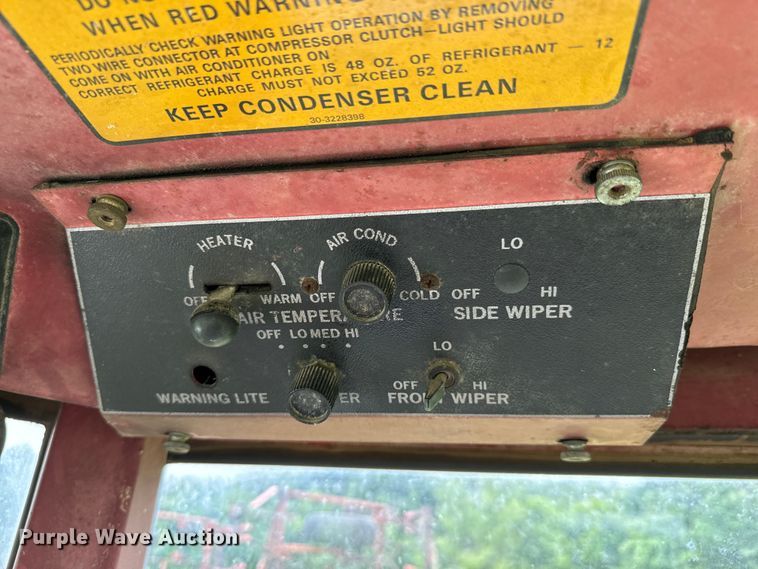 WHEN RED WARNING
PERIODICALLY CHECK WARNING LIGHT OPERATION BY REMOVING
TWO WIRE CONNECTOR AT COMPRESSOR CLUTCH—LIGHT SHOULD
COME ON WITH AIR CONDITIONER ON
CORRECT REFRIGERANT CHARGE IS 48 OZ. OF REFRIGERANT — 12
CHARGE MUST NOT EXCEED 52 OZ.
KEEP CONDENSER CLEAN
30-3228398
HEATER AIR COND LO
OFF WARM OFF COLD OFF HI
AIR TEMPERATURE SIDE WIPER
OFF LO MED HI LO
OFF HI
WARNING LITE FRONT WIPER
Purple Wave Auction